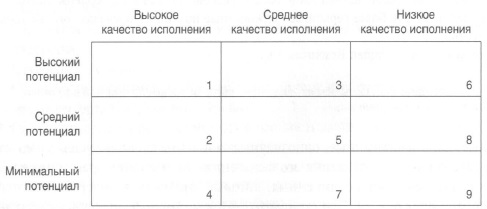 Высокое
качество исполнения
Среднее
качество исполнения
Низкое
качество исполнения
Высокий
потенциал
1
3
6
Средний
потенциал
2
5
8
Минимальный
потенциал
4
7
9